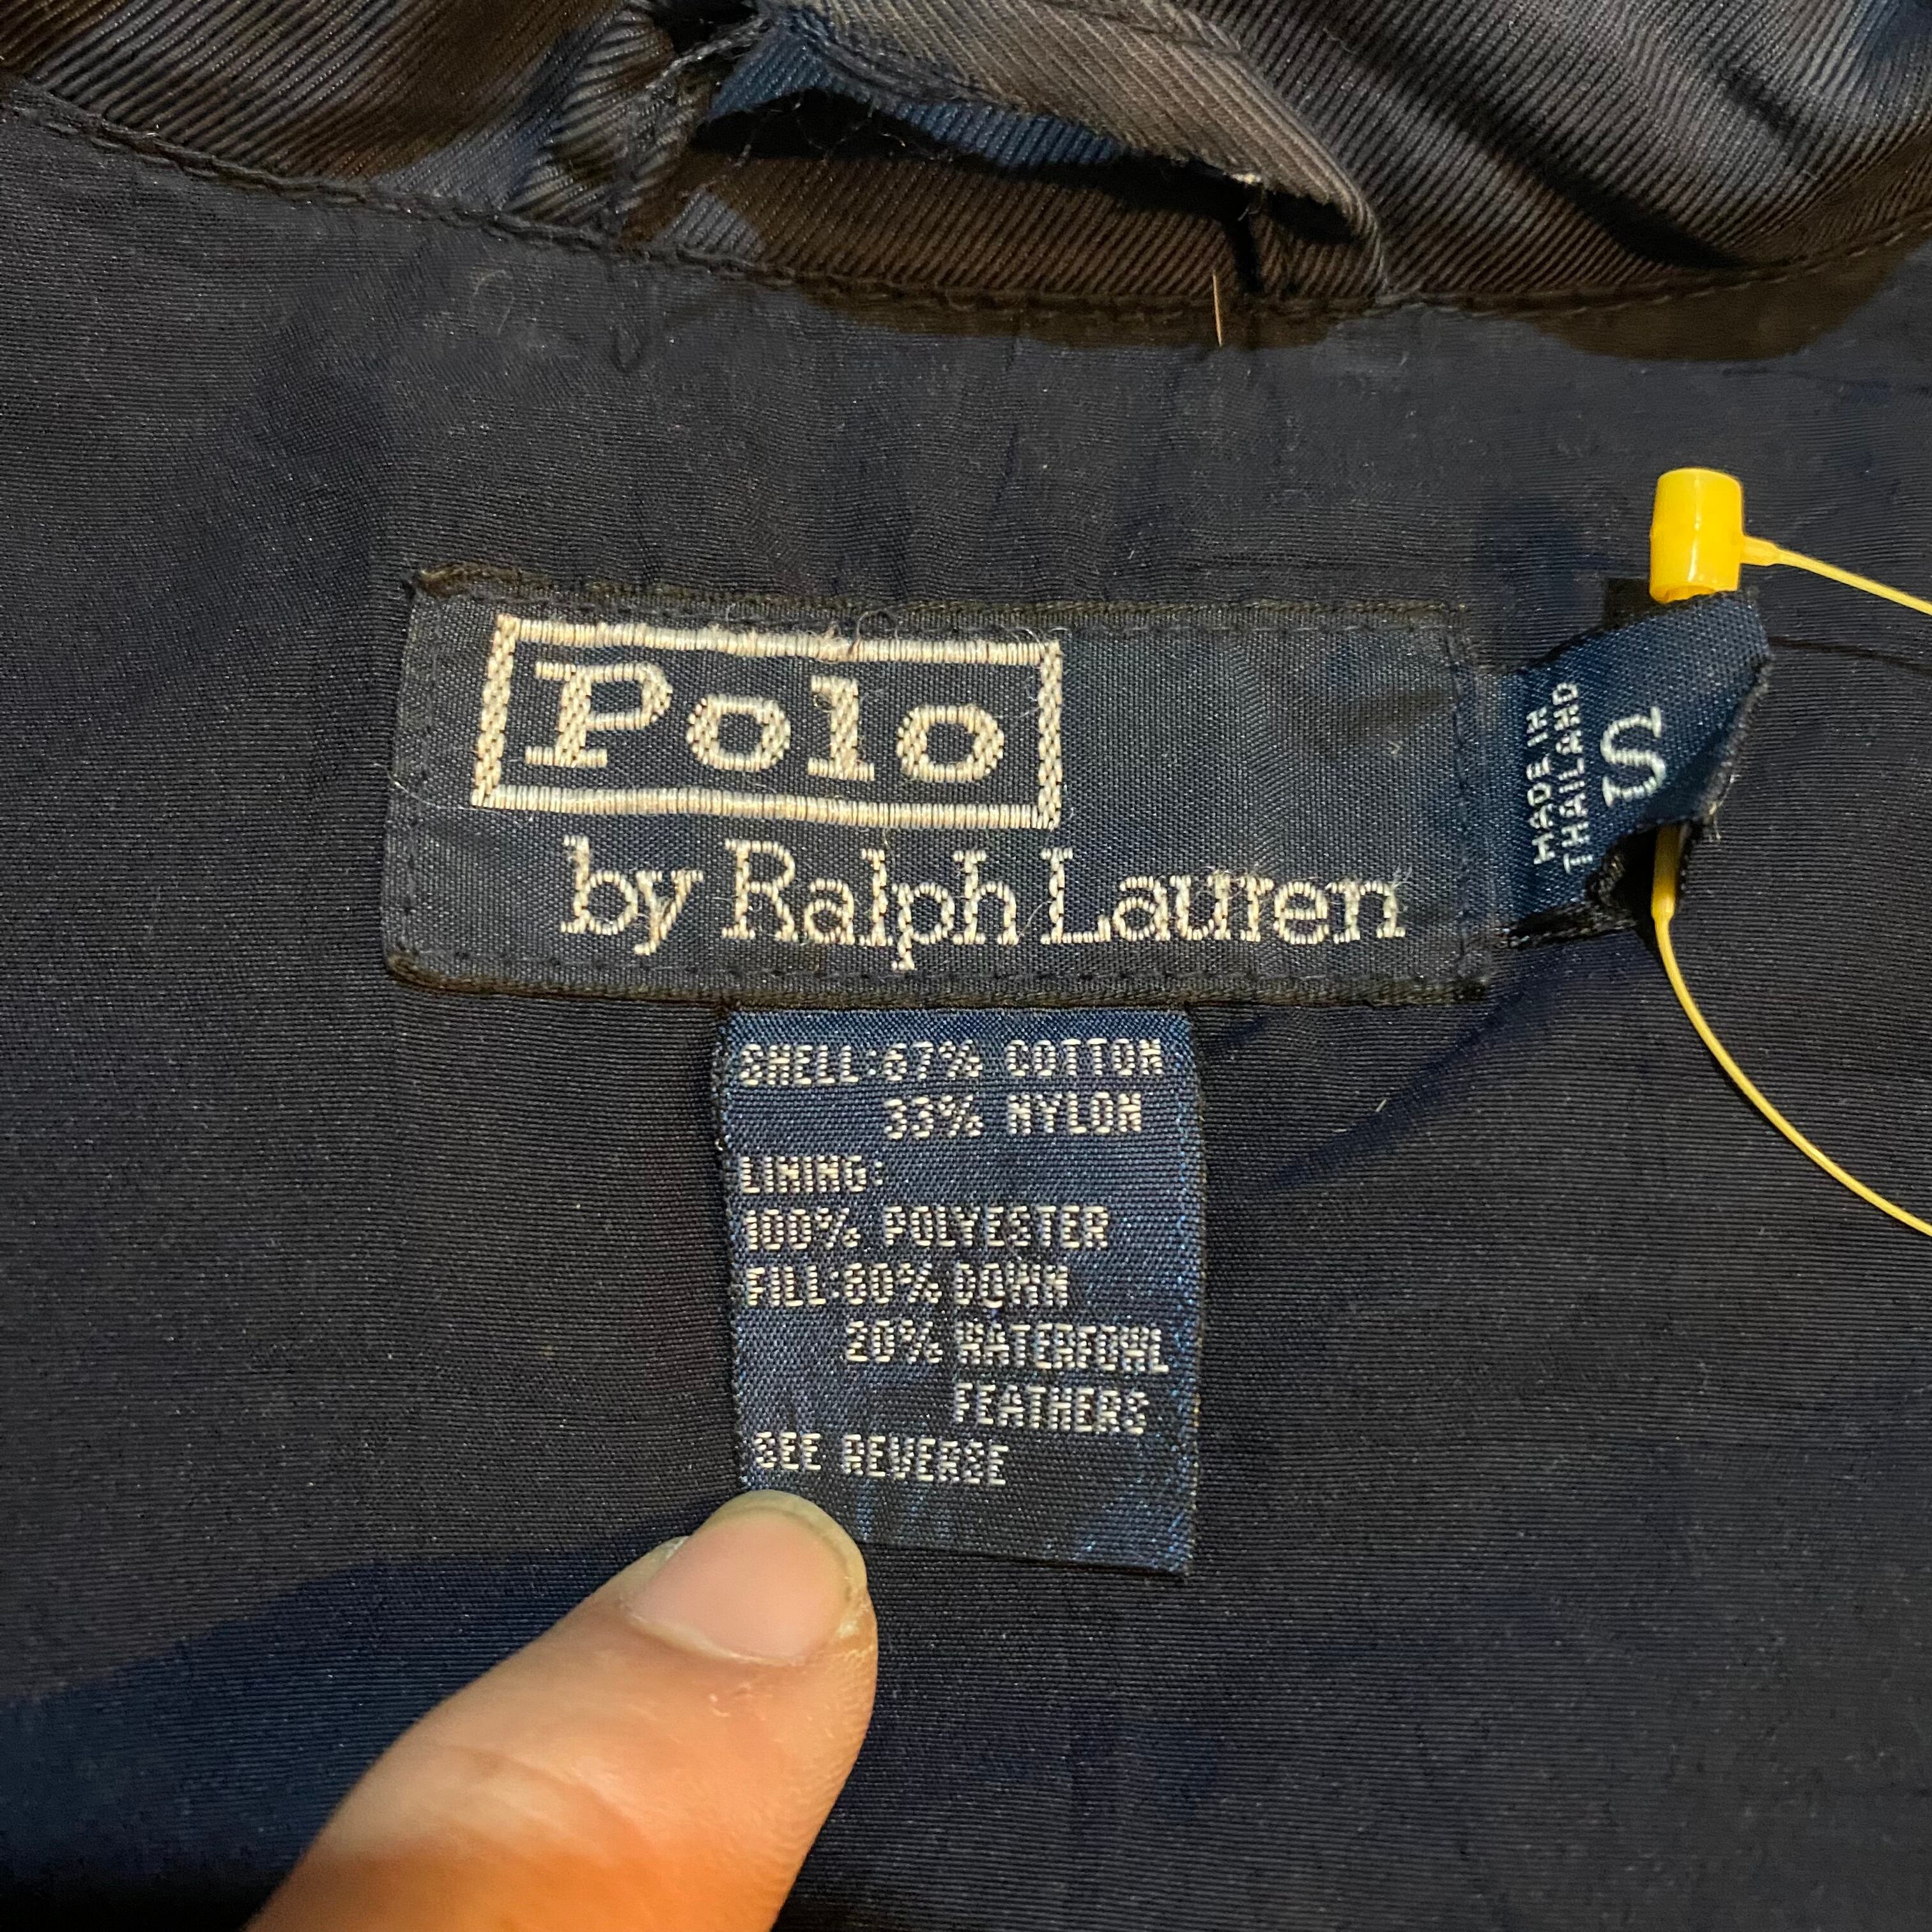 Polo
by Ralph Lauren
MADE IN
THAILAND
S
SHELL:67% COTTON
33% NYLON
LINING:
100% POLYESTER
FILL:80% DOWN
20% WATERFOWL
FEATHERS
SEE REVERSE